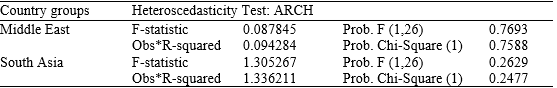 Country groups Heteroscedasticity Test: ARCH
Middle East F-statistic 0.087845 Prob. F (1,26) 0.7693
Obs*R-squared 0.094284 Prob. Chi-Square (1) 0.7588
South Asia F-statistic 1.305267 Prob. F (1,26) 0.2629
Obs*R-squared 1.336211 Prob. Chi-Square (1) 0.2477